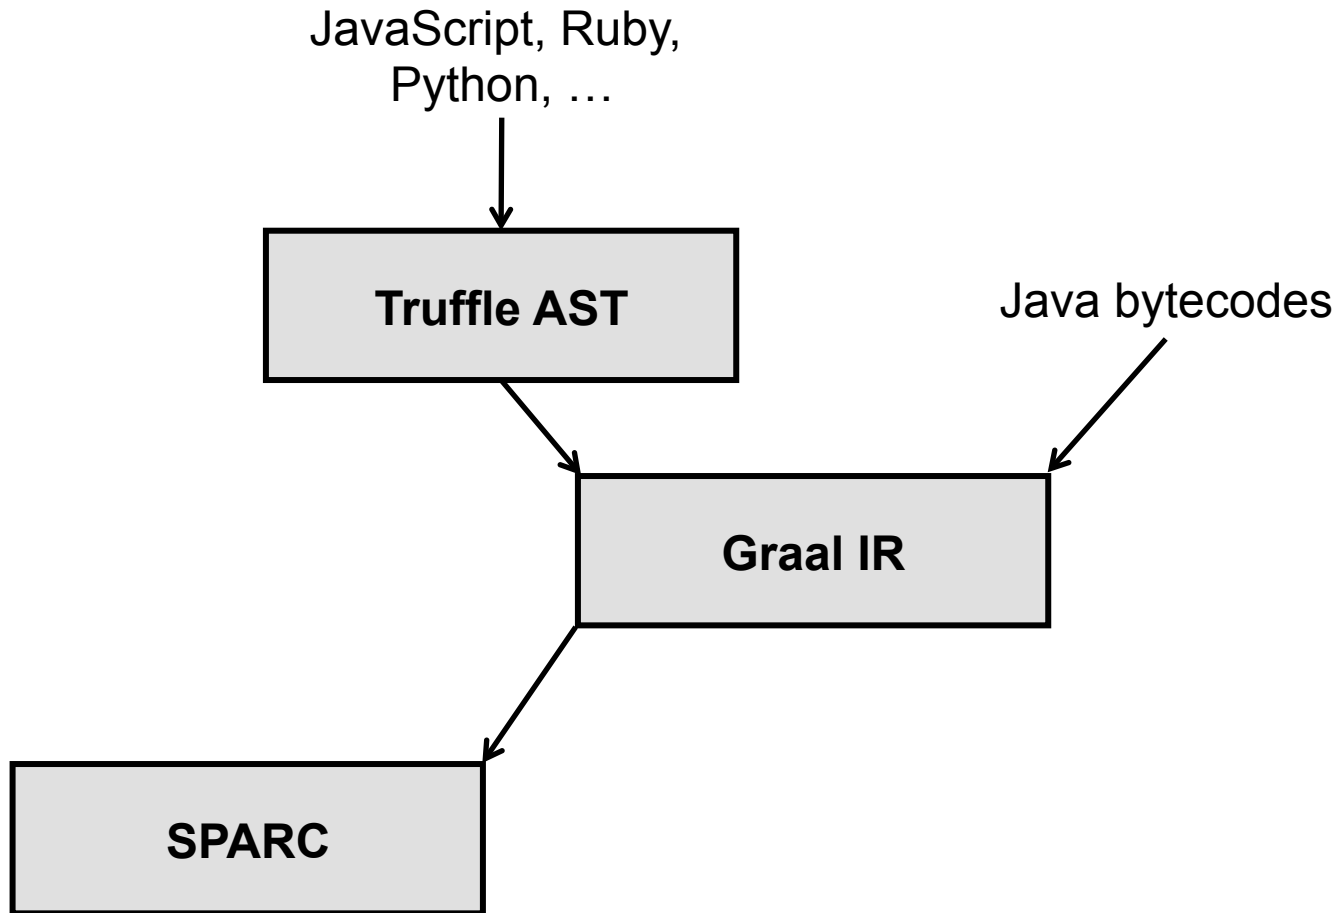 JavaScript, Ruby,
Python, …
Truffle AST
Java bytecodes
Graal IR
SPARC